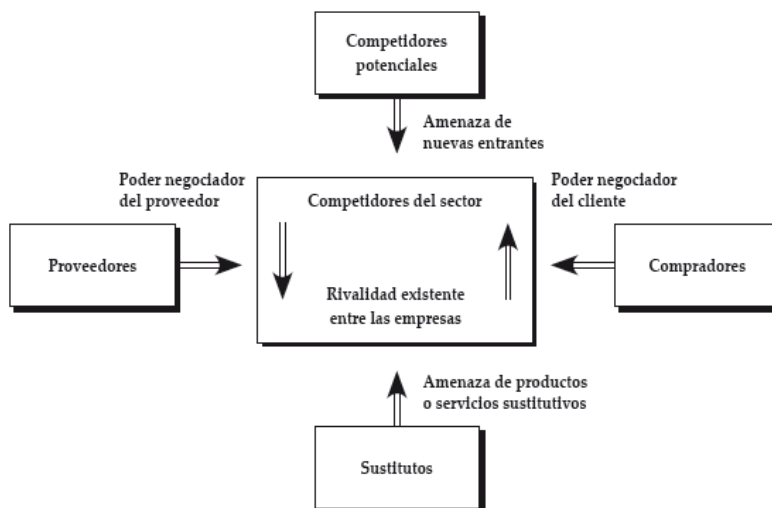 Competidores
potenciales
Amenaza de
nuevas entrantes
Poder negociador
del proveedor
Competidores del sector
Poder negociador
del cliente
Proveedores
Rivalidad existente
entre las empresas
Compradores
Amenaza de productos
o servicios sustitutivos
Sustitutos